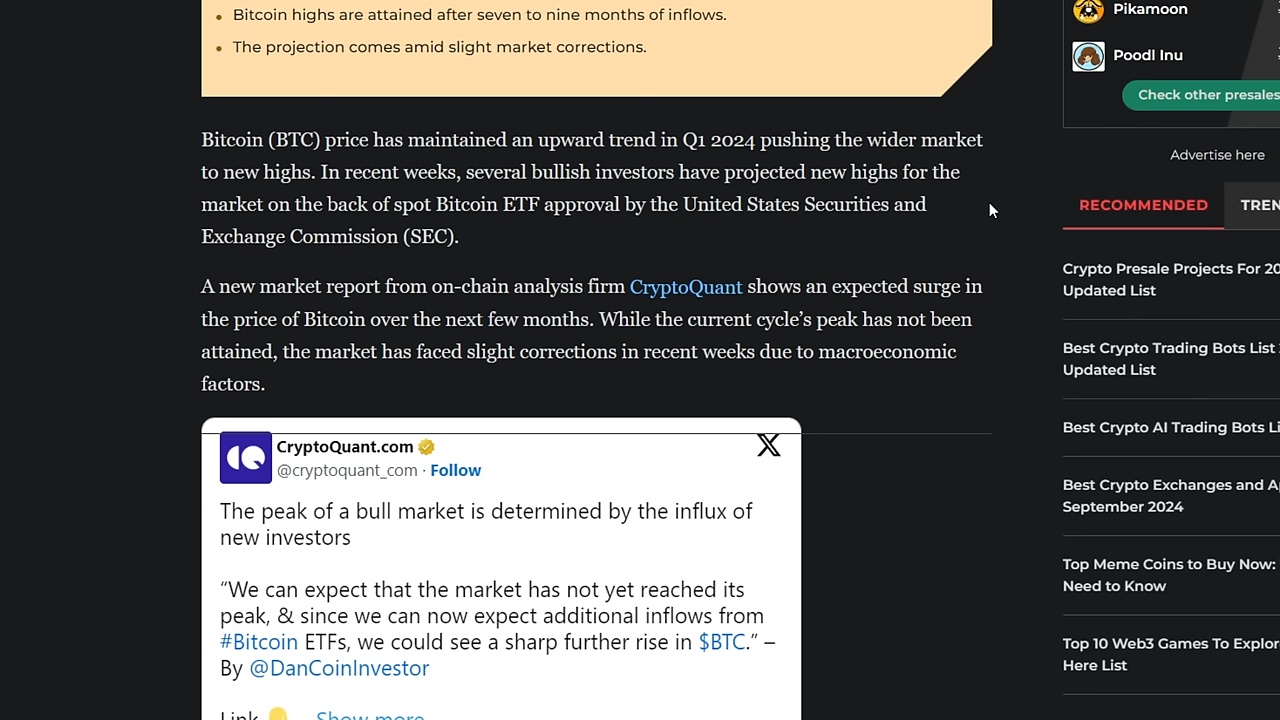 Bitcoin highs are attained after seven to nine months of inflows.
The projection comes amid slight market corrections.
Bitcoin (BTC) price has maintained an upward trend in Q1 2024 pushing the wider market
to new highs. In recent weeks, several bullish investors have projected new highs for the
market on the back of spot Bitcoin ETF approval by the United States Securities and
Exchange Commission (SEC).
A new market report from on-chain analysis firm CryptoQuant shows an expected surge in
the price of Bitcoin over the next few months. While the current cycle’s peak has not been
attained, the market has faced slight corrections in recent weeks due to macroeconomic
factors.
CryptoQuant.com
@cryptoquant_com · Follow
The peak of a bull market is determined by the influx of
new investors
“We can expect that the market has not yet reached its
peak, & since we can now expect additional inflows from
#Bitcoin ETFs, we could see a sharp further rise in $BTC.” –
By @DanCoinInvestor
Link Show more
Pikamoon
Poodl Inu
Check other presales
Advertise here
RECOMMENDED
Crypto Presale Projects For
Updated List
Best Crypto Trading Bots List
Updated List
Best Crypto AI Trading Bots
Best Crypto Exchanges and
September 2024
Top Meme Coins to Buy Now:
Need to Know
Top 10 Web3 Games To
Here List